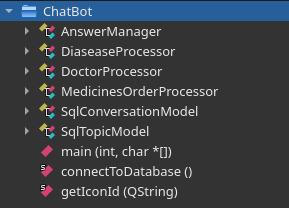 ChatBot
AnswerManager
DiaseaseProcessor
DoctorProcessor
MedicinesOrderProcessor
SqlConversationModel
SqlTopicModel
main (int, char *[])
connectToDatabase ()
getIconId (QString)